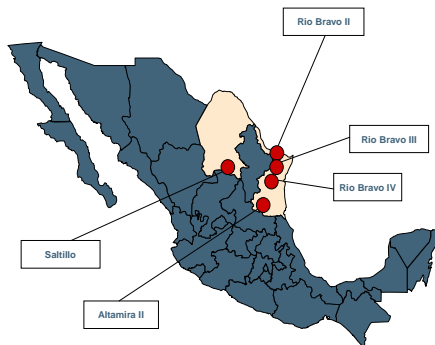 Rio Bravo II
Rio Bravo III
Rio Bravo IV
Saltillo
Altamira II